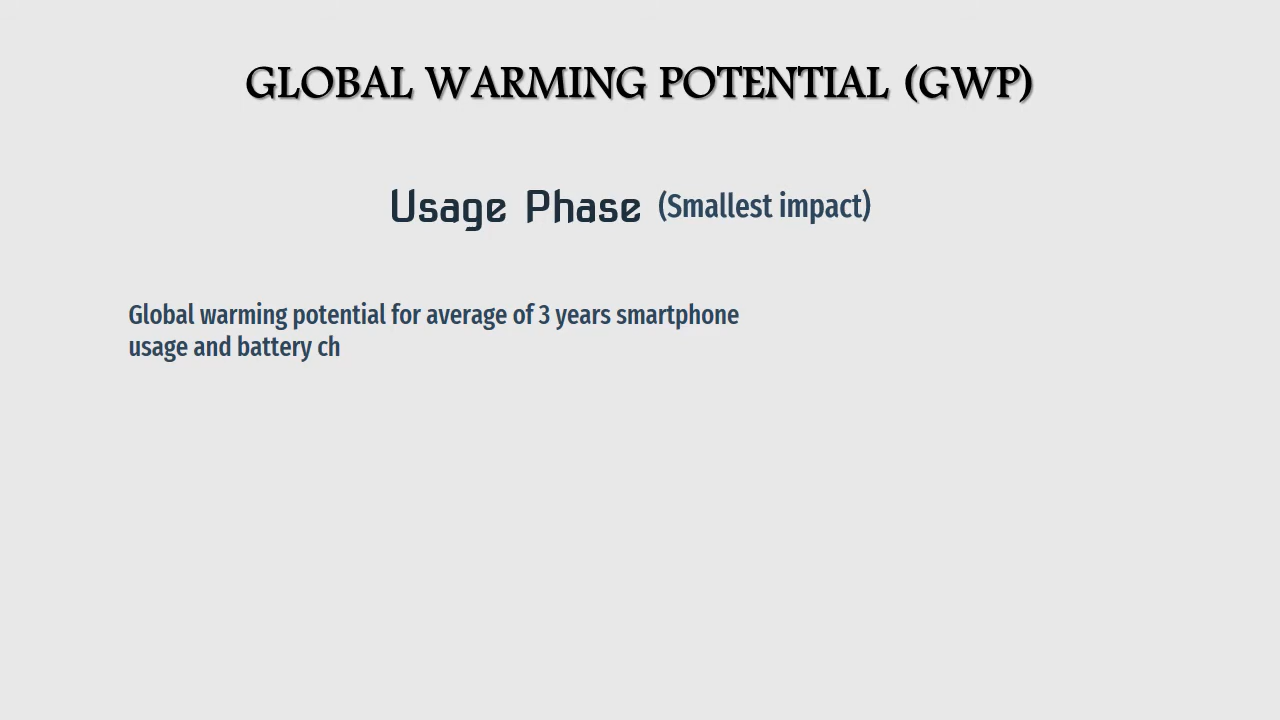 GLOBAL WARMING POTENTIAL (GWP)
Usage Phase (Smallest impact)
Global warming potential for average of 3 years smartphone
usage and battery ch